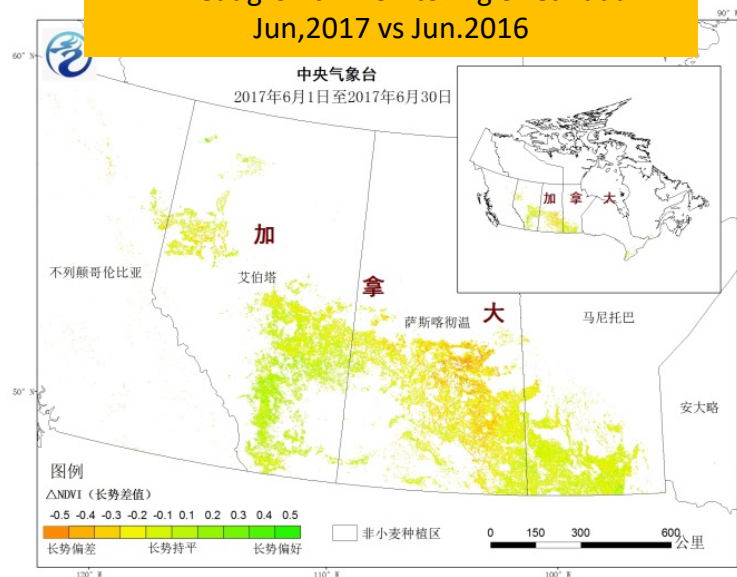 Jun,2017 vs Jun.2016
90° W
60° N
中央气象台
2017年6月1日至2017年6月30日
加 拿 大
加
拿
大
不列颠哥伦比亚
艾伯塔
萨斯喀彻温
马尼托巴
安大略
50° N
图例
△NDVI（长势差值）
-0.5 -0.4 -0.3 -0.2 -0.1 0.1 0.2 0.3 0.4 0.5
长势偏差 长势持平 长势偏好
非小麦种植区
0 150 300 600
公里
120° W 110° W 100° W